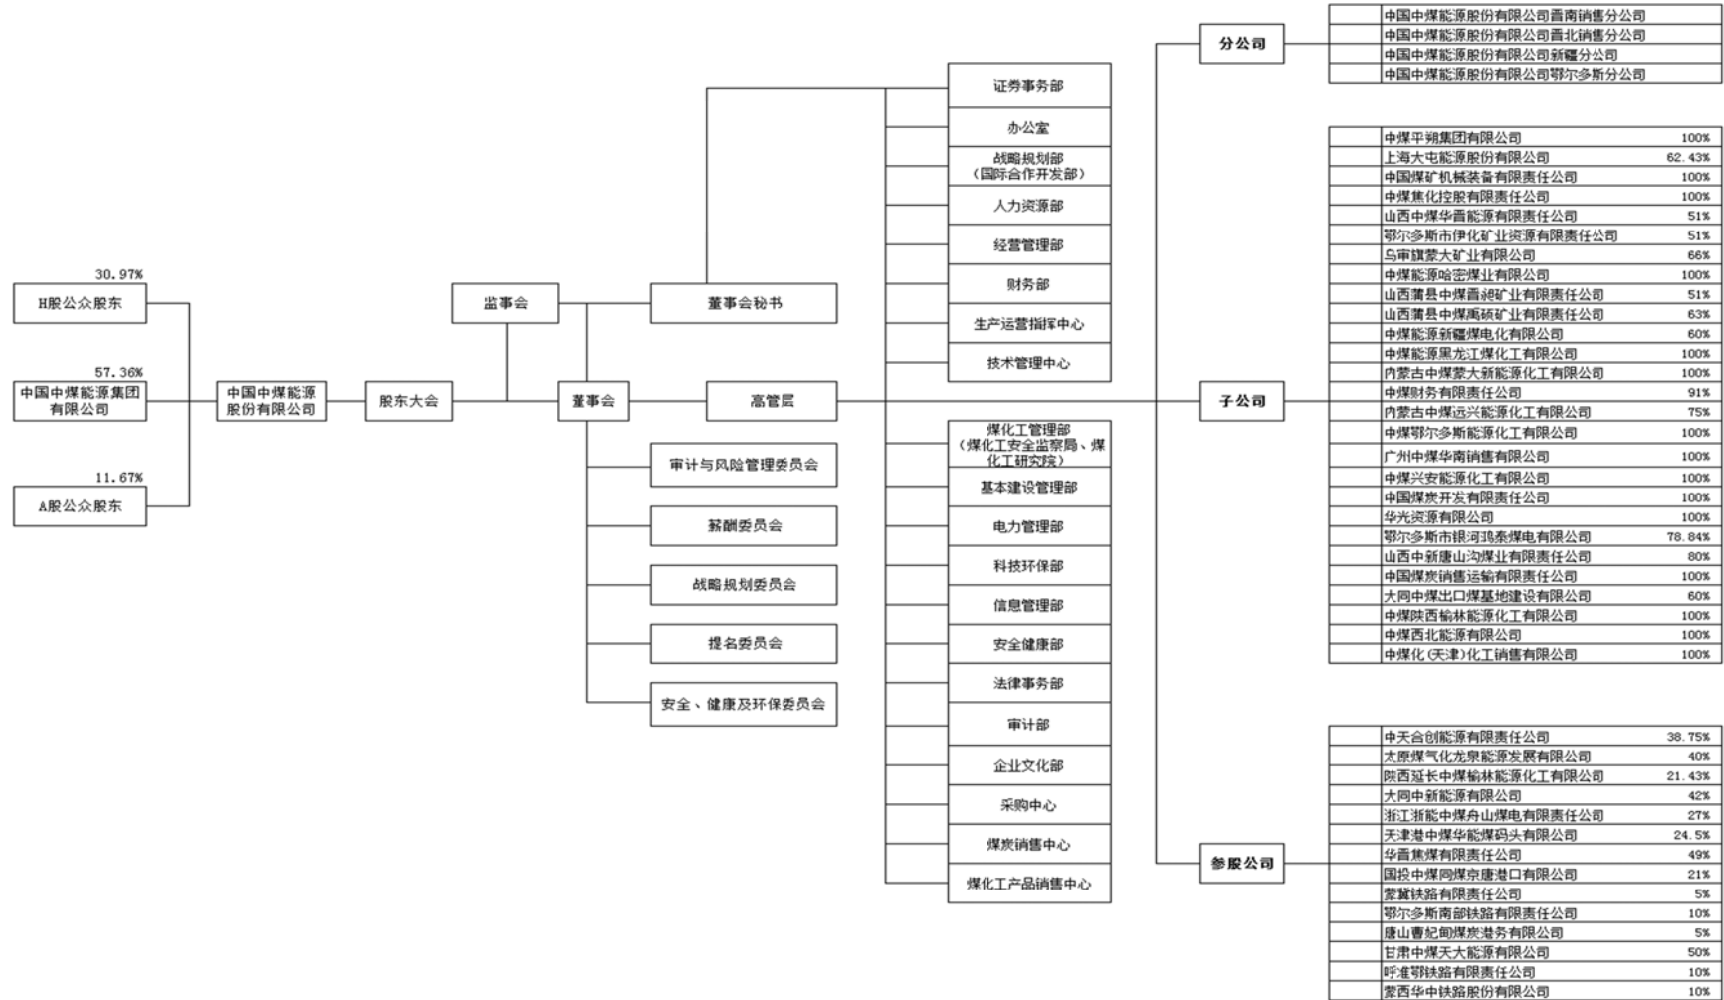 30.97%
H股公众股东
57.36%
中国中煤能源集团
有限公司
11.67%
A股公众股东
中国中煤能源
股份有限公司
股东大会
监事会
董事会
董事会秘书
高管层
审计与风险管理委员会
薪酬委员会
战略规划委员会
提名委员会
安全、健康及环保委员会
证券事务部
办公室
战略规划部
（国际合作开发部）
人力资源部
经营管理部
财务部
生产运营指挥中心
技术管理中心
煤化工管理部
（煤化工安全监察局、煤
化工研究院）
基本建设管理部
电力管理部
科技环保部
信息管理部
安全健康部
法律事务部
审计部
企业文化部
采购中心
煤炭销售中心
煤化工产品销售中心
分公司
中国中煤能源股份有限公司晋南销售分公司
中国中煤能源股份有限公司晋北销售分公司
中国中煤能源股份有限公司新疆分公司
中国中煤能源股份有限公司鄂尔多斯分公司
子公司
中煤平朔集团有限公司 100%
上海大屯能源股份有限公司 62.43%
中国煤矿机械装备有限责任公司 100%
中煤焦化控股有限责任公司 100%
山西中煤华晋能源有限责任公司 51%
鄂尔多斯市伊化矿业资源有限责任公司 51%
乌审旗蒙大矿业有限公司 66%
中煤能源哈密煤业有限公司 100%
山西蒲县中煤晋昶矿业有限责任公司 51%
山西蒲县中煤禹硕矿业有限责任公司 63%
中煤能源新疆煤电化有限公司 60%
中煤能源黑龙江煤化工有限公司 100%
内蒙古中煤蒙大新能源化工有限公司 100%
中煤财务有限责任公司 91%
内蒙古中煤远兴能源化工有限公司 75%
中煤鄂尔多斯能源化工有限公司 100%
广州中煤华南销售有限公司 100%
中煤兴安能源化工有限公司 100%
中国煤炭开发有限责任公司 100%
华光资源有限公司 100%
鄂尔多斯市银河鸿泰煤电有限公司 78.84%
山西中新唐山沟煤业有限责任公司 80%
中国煤炭销售运输有限责任公司 100%
大同中煤出口煤基地建设有限公司 60%
中煤陕西榆林能源化工有限公司 100%
中煤西北能源有限公司 100%
中煤化(天津)化工销售有限公司 100%
参股公司
中天合创能源有限责任公司 38.75%
太原煤气化龙泉能源发展有限公司 40%
陕西延长中煤榆林能源化工有限公司 21.43%
大同中新能源有限公司 42%
浙江浙能中煤舟山煤电有限责任公司 27%
天津港中煤华能煤码头有限公司 24.5%
华晋焦煤有限责任公司 49%
国投中煤同煤京唐港口有限公司 21%
蒙冀铁路有限责任公司 5%
鄂尔多斯南部铁路有限责任公司 10%
唐山曹妃甸煤炭港务有限公司 5%
甘肃中煤天大能源有限公司 50%
呼准鄂铁路有限责任公司 10%
蒙西华中铁路股份有限公司 10%